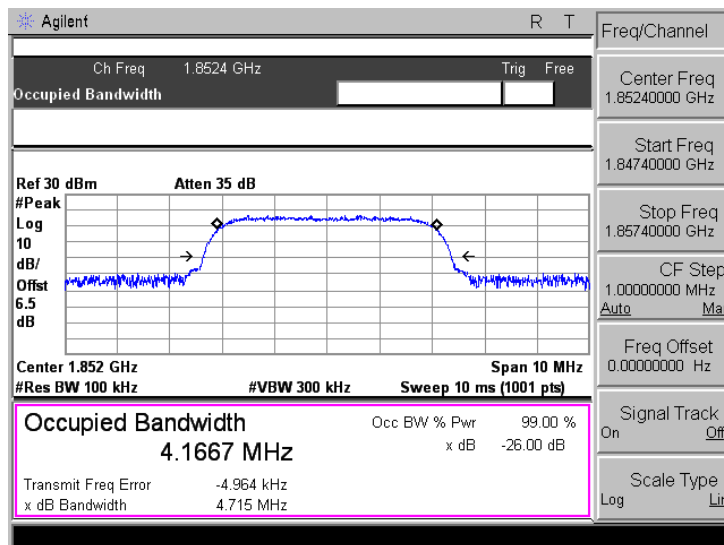 Agilent R T
Ch Freq 1.8524 GHz Trig Free
Occupied Bandwidth
Ref 30 dBm Atten 35 dB
#Peak
Log
10
dB/
Offst
6.5
dB
Center 1.852 GHz Span 10 MHz
#Res BW 100 kHz #VBW 300 kHz Sweep 10 ms (1001 pts)
Occupied Bandwidth
4.1667 MHz
Occ BW % Pwr 99.00 %
x dB -26.00 dB
Transmit Freq Error -4.964 kHz
x dB Bandwidth 4.715 MHz
Freq/Channel
Center Freq
1.85240000 GHz
Start Freq
1.84740000 GHz
Stop Freq
1.85740000 GHz
CF Step
1.00000000 MHz
Auto Ma
Freq Offset
0.00000000 Hz
Signal Track
On Off
Scale Type
Log Lin